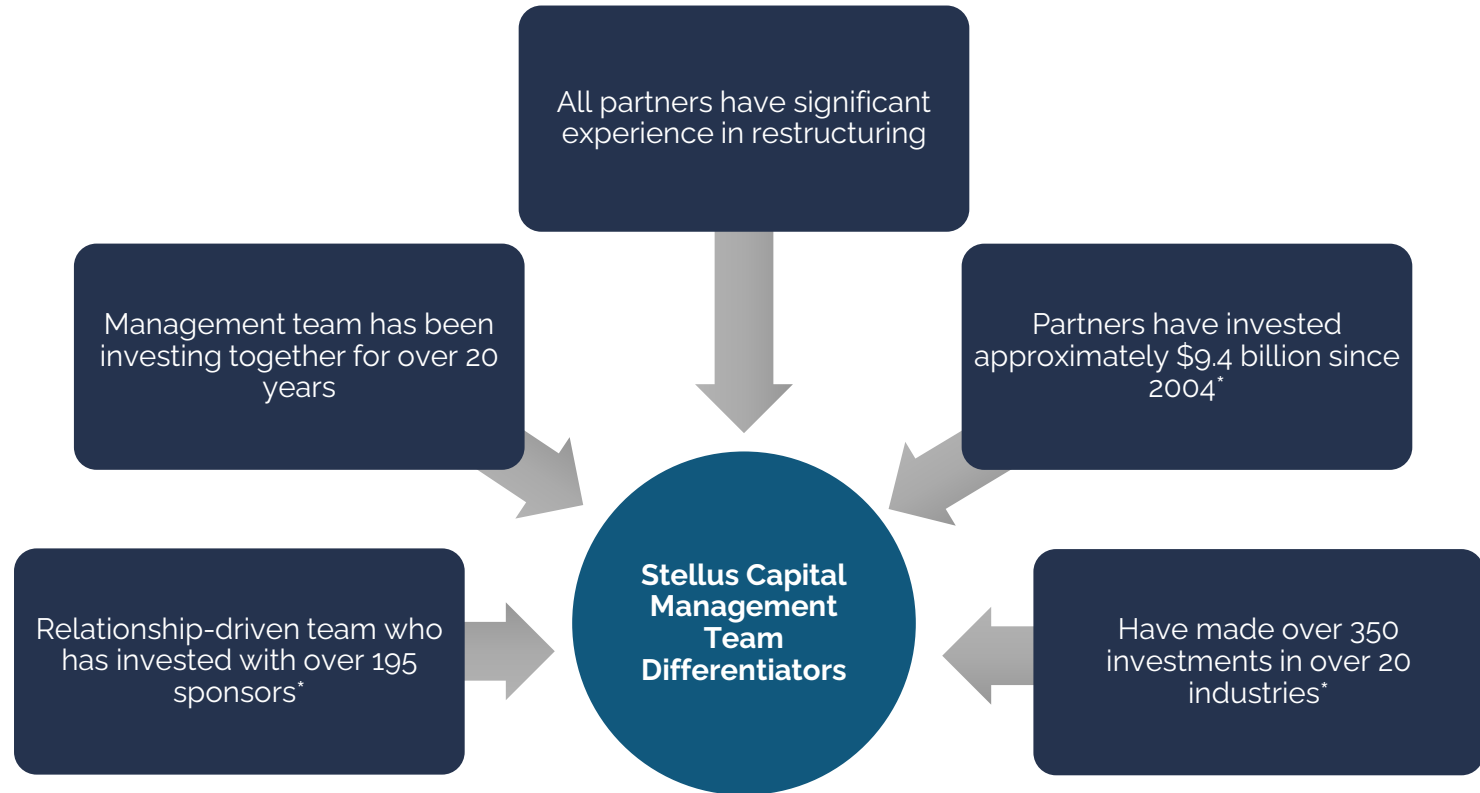 All partners have significant
experience in restructuring
Management team has been
investing together for over 20
years
Partners have invested
approximately $9.4 billion since
2004*
Stellus Capital
Management
Team
Differentiators
Relationship-driven team who
has invested with over 195
sponsors*
Have made over 350
investments in over 20
industries*